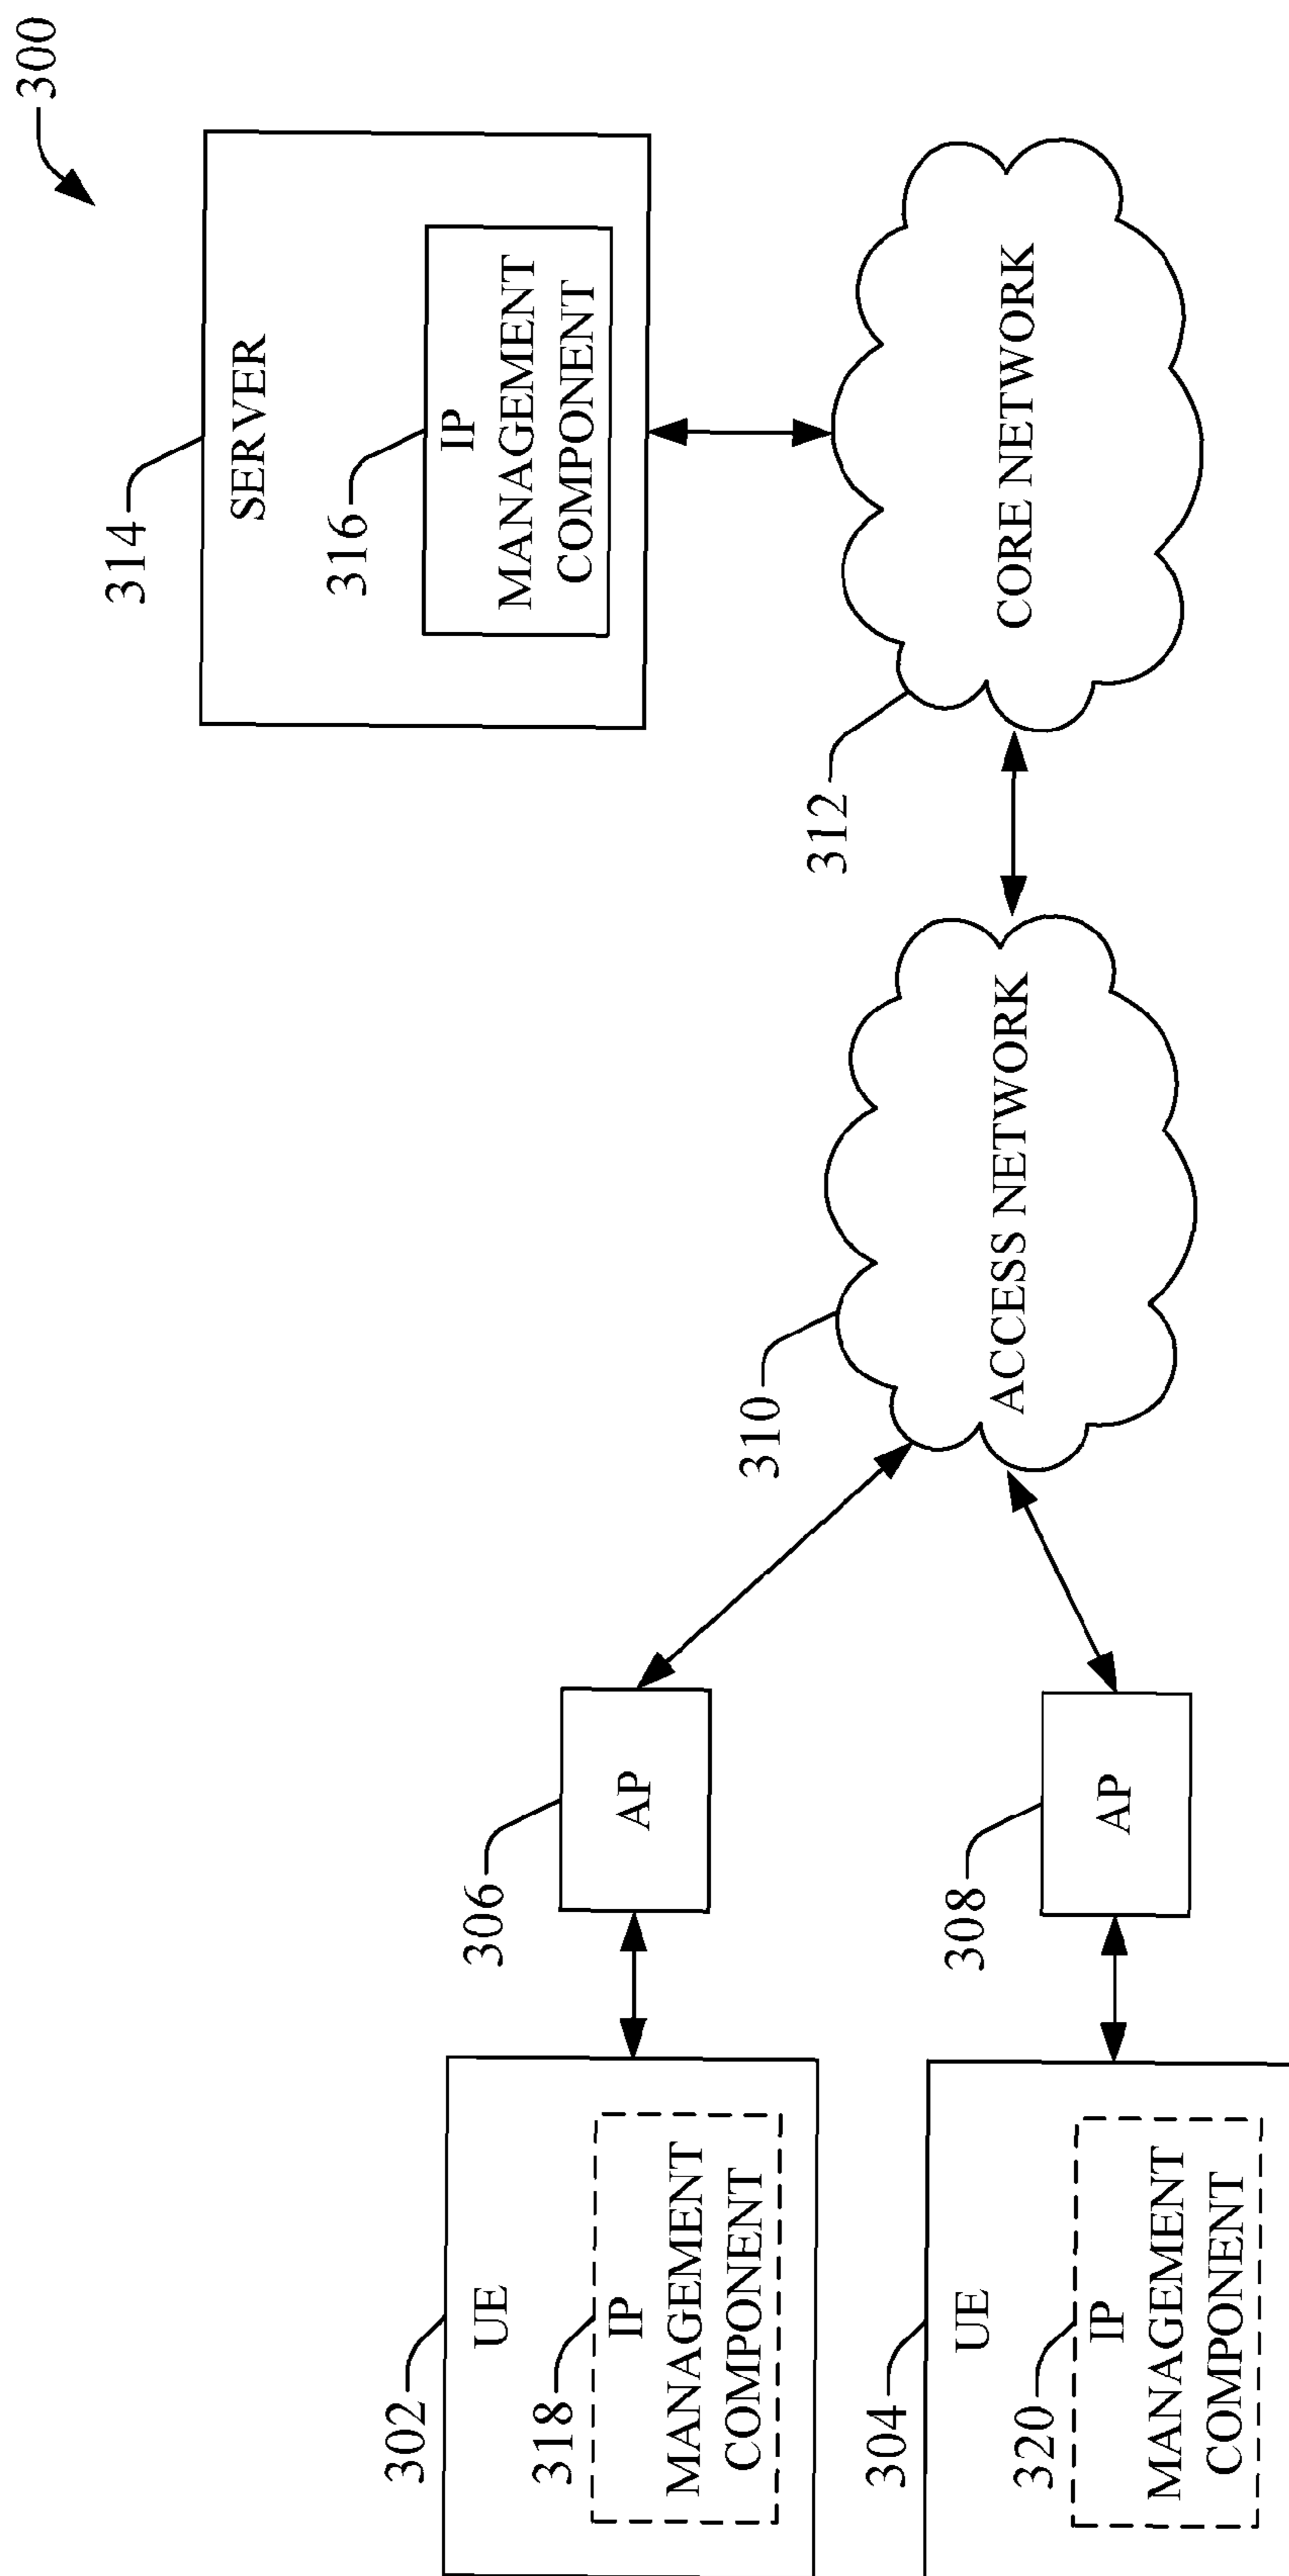 300
314
SERVER
316
IP
MANAGEMENT
COMPONENT
302
UE
318
IP
MANAGEMENT
COMPONENT
306
AP
310
ACCESS NETWORK
312
CORE NETWORK
304
UE
320
IP
MANAGEMENT
COMPONENT
308
AP